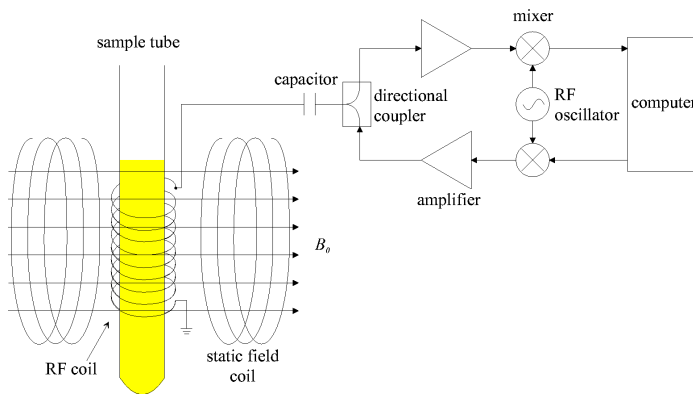 mixer
sample tube
capacitor
directional
coupler
RF
oscillator
computer
amplifier
B₀
static field
coil
RF coil